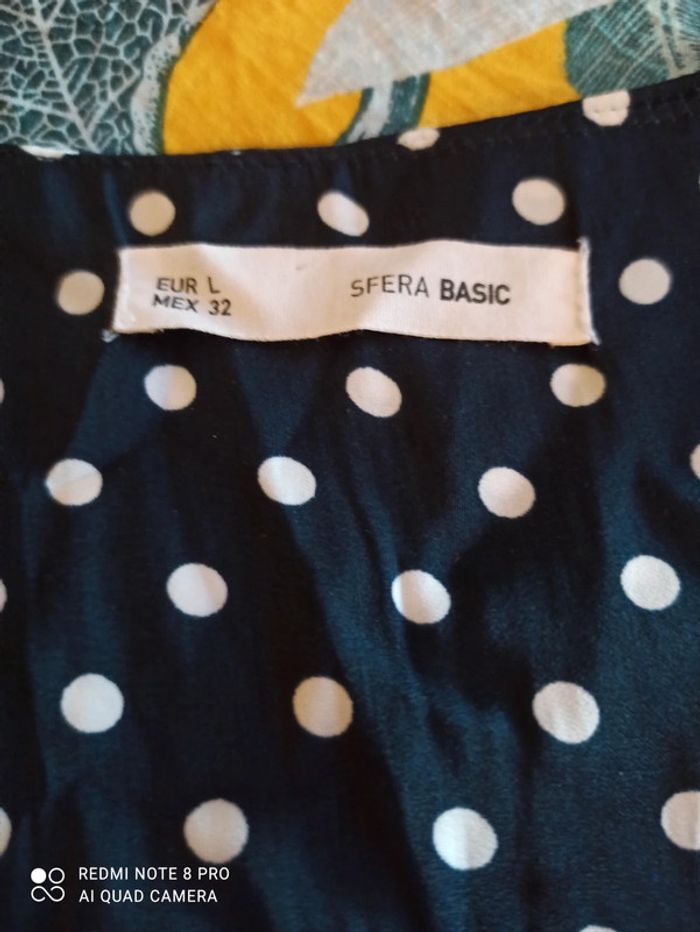 EUR L
MEX 32
SFERA BASIC
REDMI NOTE 8 PRO
AI QUAD CAMERA